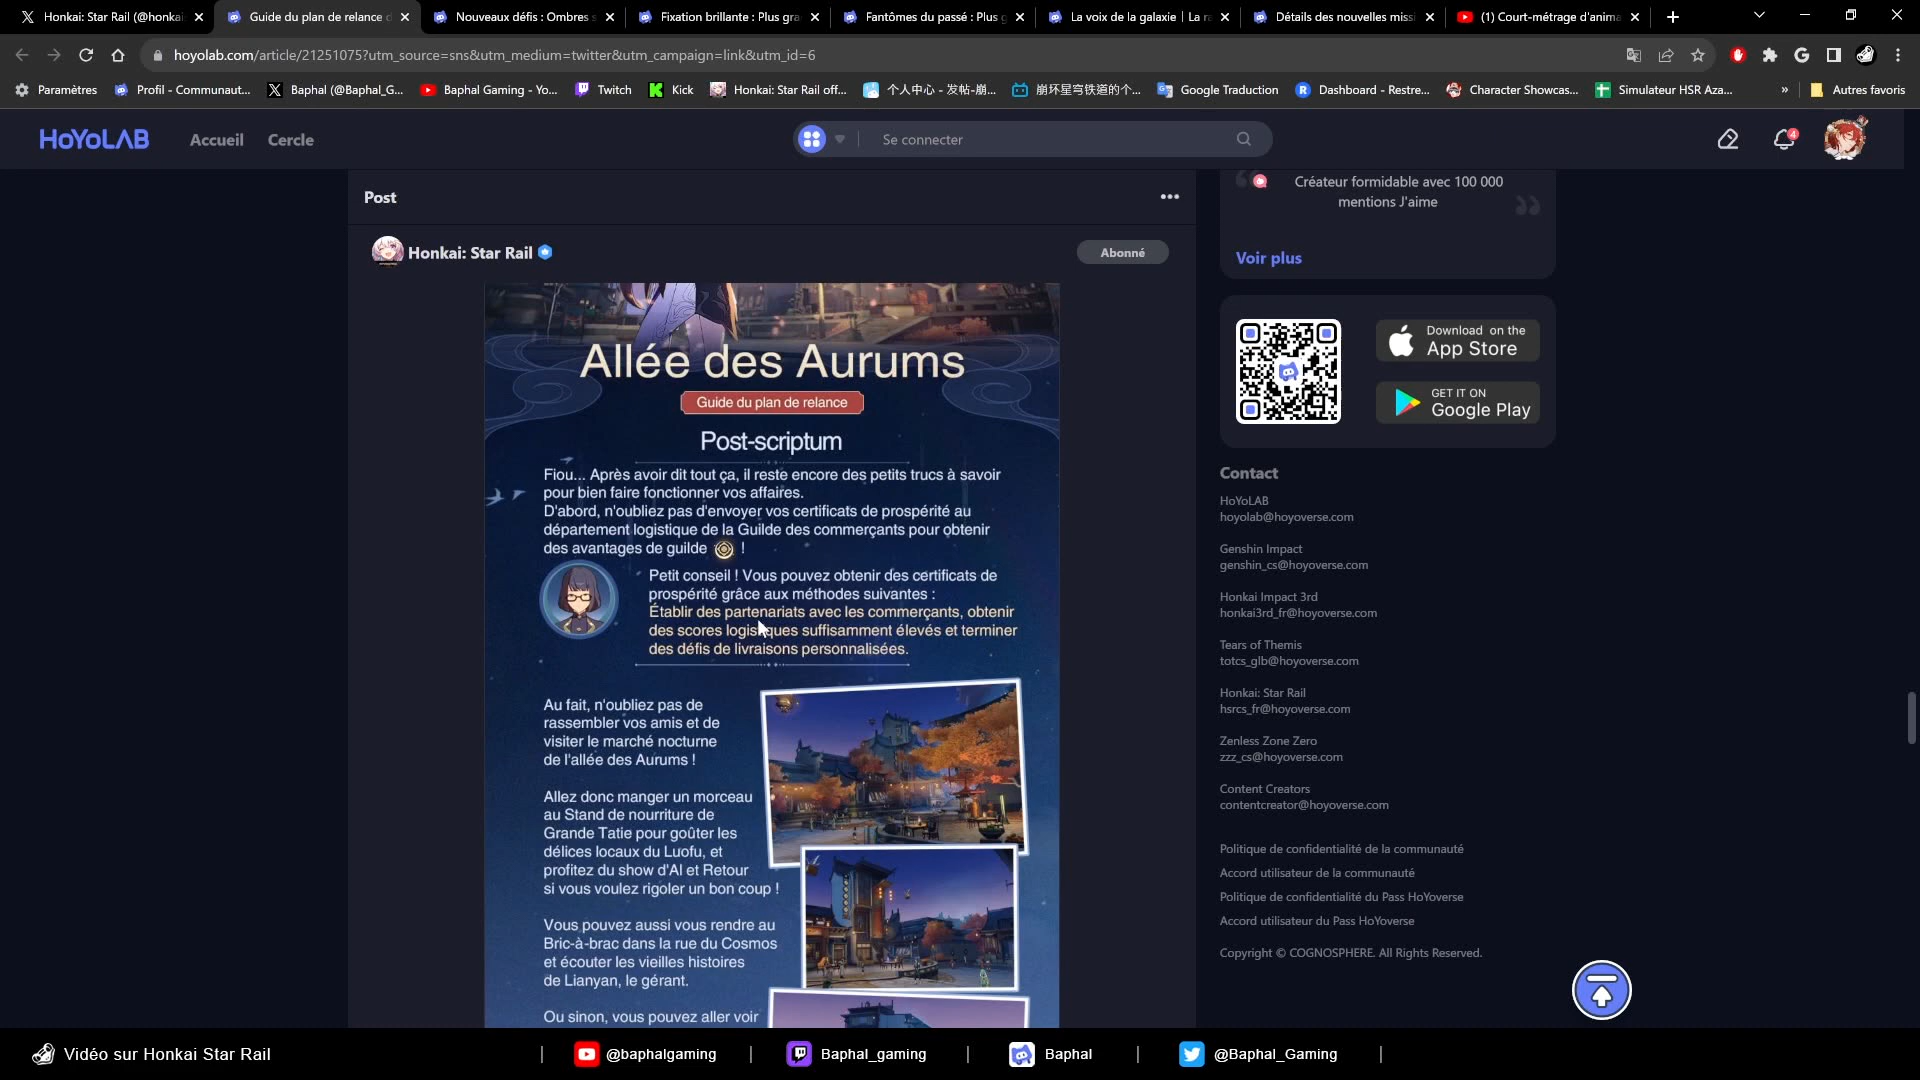 Honkai: Star Rail (@honkai
Guide du plan de relance d
Nouveaux défis : Ombres s
Fixation brillante : Plus gra
Fantômes du passé : Plus g
La voix de la galaxie | La ra
Détails des nouvelles missi
(1) Court-métrage d'anima
hoyolab.com/article/21251075?utm_source=sns&utm_medium=twitter&utm_campaign=link&utm_id=6
Paramètres
Profil - Communaut...
Baphal (@Baphal_G...
Baphal Gaming - Yo...
Twitch
Kick
Honkai: Star Rail off...
个人中心 - 发帖-崩...
崩坏星穹铁道的个...
Google Traduction
Dashboard - Restre...
Character Showcas...
Simulateur HSR Aza...
»
Autres favoris
HoYoLAB
Accueil
Cercle
Se connecter
4
Post
Honkai: Star Rail
Abonné
Allée des Aurums
Guide du plan de relance
Post-scriptum
Fiou... Après avoir dit tout ça, il reste encore des petits trucs à savoir
pour bien faire fonctionner vos affaires.
D'abord, n'oubliez pas d'envoyer vos certificats de prospérité au
département logistique de la Guilde des commerçants pour obtenir
des avantages de guilde !
Petit conseil ! Vous pouvez obtenir des certificats de
prospérité grâce aux méthodes suivantes :
Établir des partenariats avec les commerçants, obtenir
des scores logistiques suffisamment élevés et terminer
des défis de livraisons personnalisées.
Au fait, n'oubliez pas de
rassembler vos amis et de
visiter le marché nocturne
de l'allée des Aurums !
Allez donc manger un morceau
au Stand de nourriture de
Grande Tatie pour goûter les
délices locaux du Luofu, et
profitez du show d'Al et Retour
si vous voulez rigoler un bon coup !
Vous pouvez aussi vous rendre au
Bric-à-brac dans la rue du Cosmos
et écouter les vieilles histoires
de Lianyan, le gérant.
Ou sinon, vous pouvez aller voir
Créateur formidable avec 100 000
mentions J'aime
Voir plus
Download on the
App Store
GET IT ON
Google Play
Contact
HoYoLAB
hoyolab@hoyoverse.com
Genshin Impact
genshin_cs@hoyoverse.com
Honkai Impact 3rd
honkai3rd_fr@hoyoverse.com
Tears of Themis
totcs_glb@hoyoverse.com
Honkai: Star Rail
hsrcs_fr@hoyoverse.com
Zenless Zone Zero
zzz_cs@hoyoverse.com
Content Creators
contentcreator@hoyoverse.com
Politique de confidentialité de la communauté
Accord utilisateur de la communauté
Politique de confidentialité du Pass HoYoverse
Accord utilisateur du Pass HoYoverse
Copyright © COGNOSPHERE. All Rights Reserved.
Vidéo sur Honkai Star Rail
@baphalgaming
Baphal_gaming
Baphal
@Baphal_Gaming